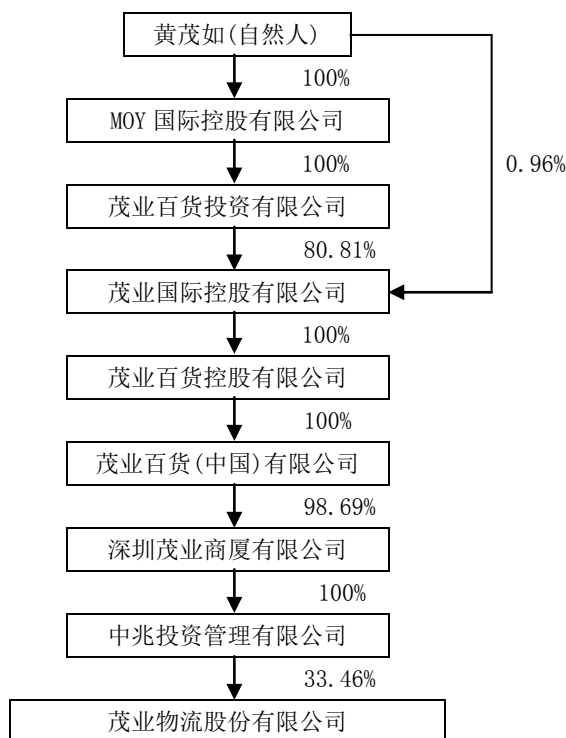 黄茂如(自然人)
100%
MOY 国际控股有限公司
100%
0.96%
茂业百货投资有限公司
80.81%
茂业国际控股有限公司
100%
茂业百货控股有限公司
100%
茂业百货(中国)有限公司
98.69%
深圳茂业商厦有限公司
100%
中兆投资管理有限公司
33.46%
茂业物流股份有限公司